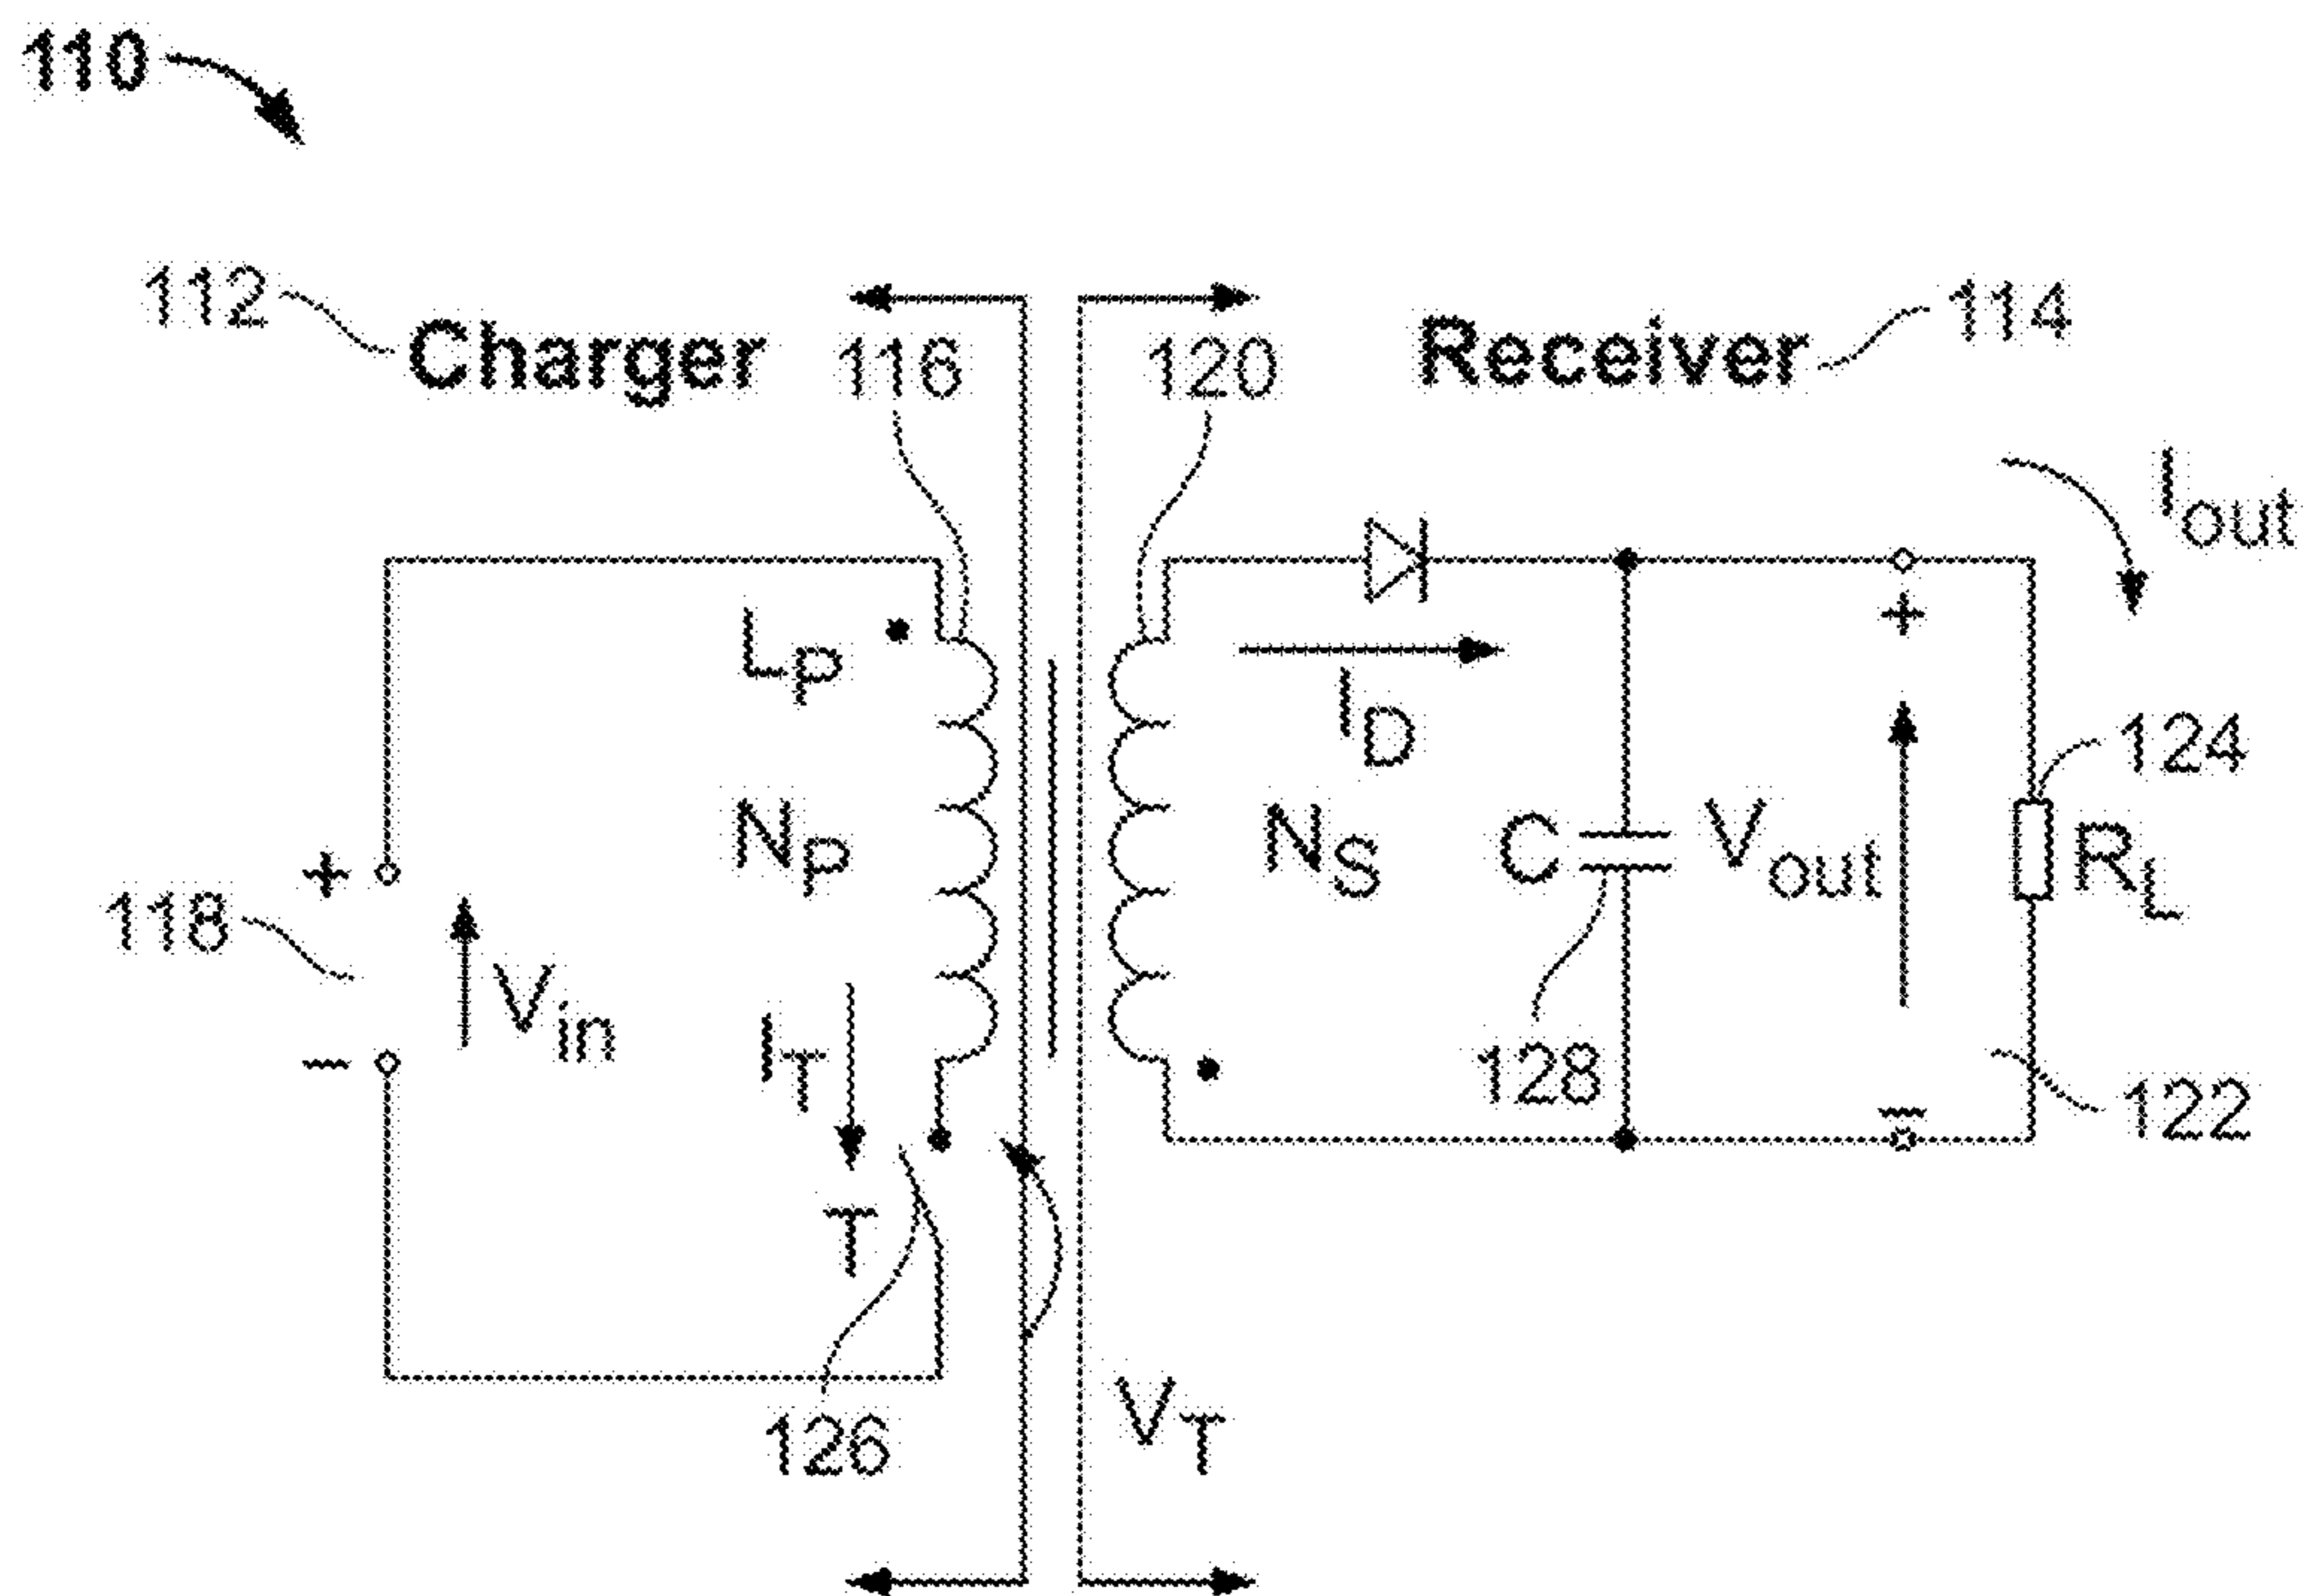 110
112
Charger
116
120
Receiver
114
Iout
LP
+
ID
124
NP
NS
C
Vout
RL
+
118
Vin
−
IT
128
−
122
T
126
VT